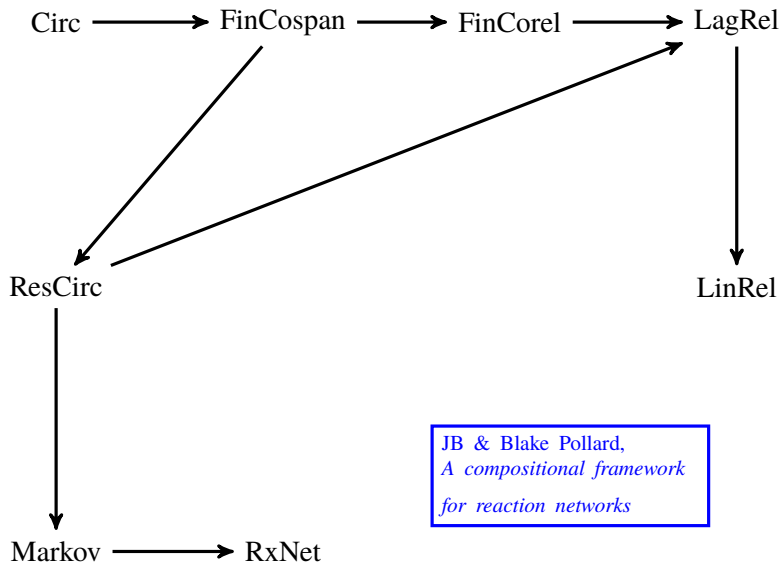 Circ FinCospan FinCorel LagRel
ResCirc LinRel
JB & Blake Pollard,
A compositional framework
for reaction networks
Markov RxNet